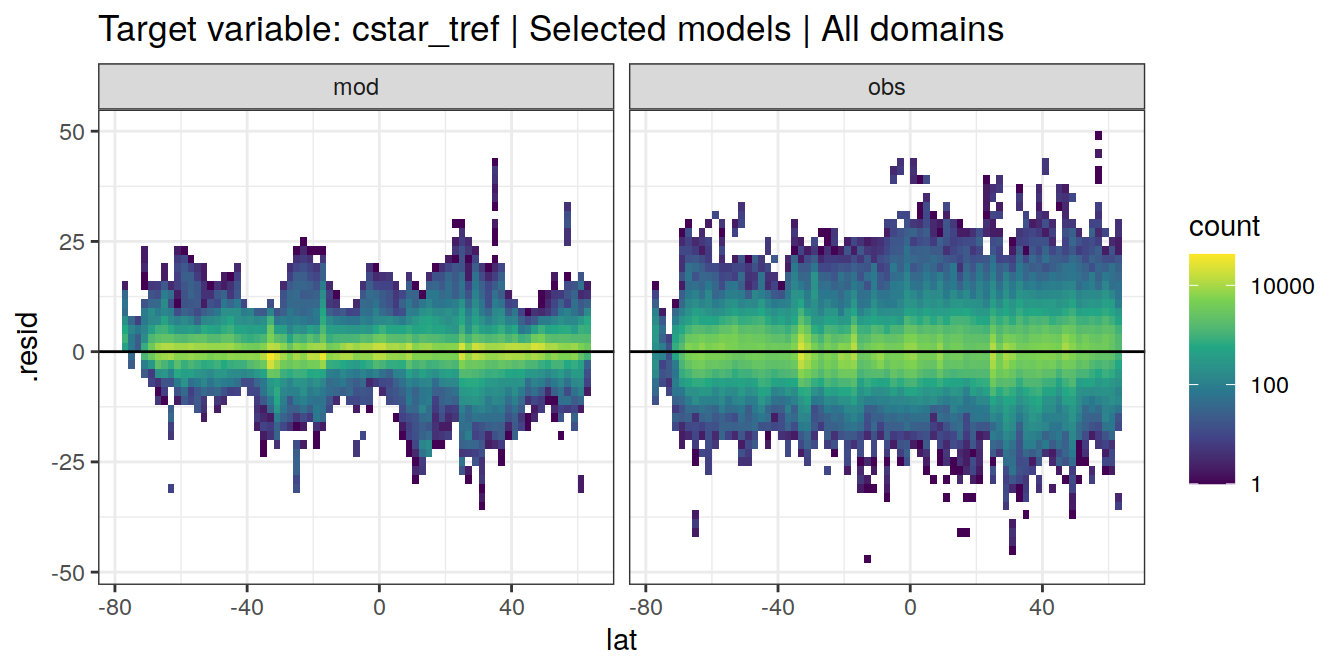 Target variable: cstar_tref | Selected models | All domains
mod
obs
.resid
50
25
0
-25
-50
-80
-40
0
40
-80
-40
0
40
lat
count
10000
100
1